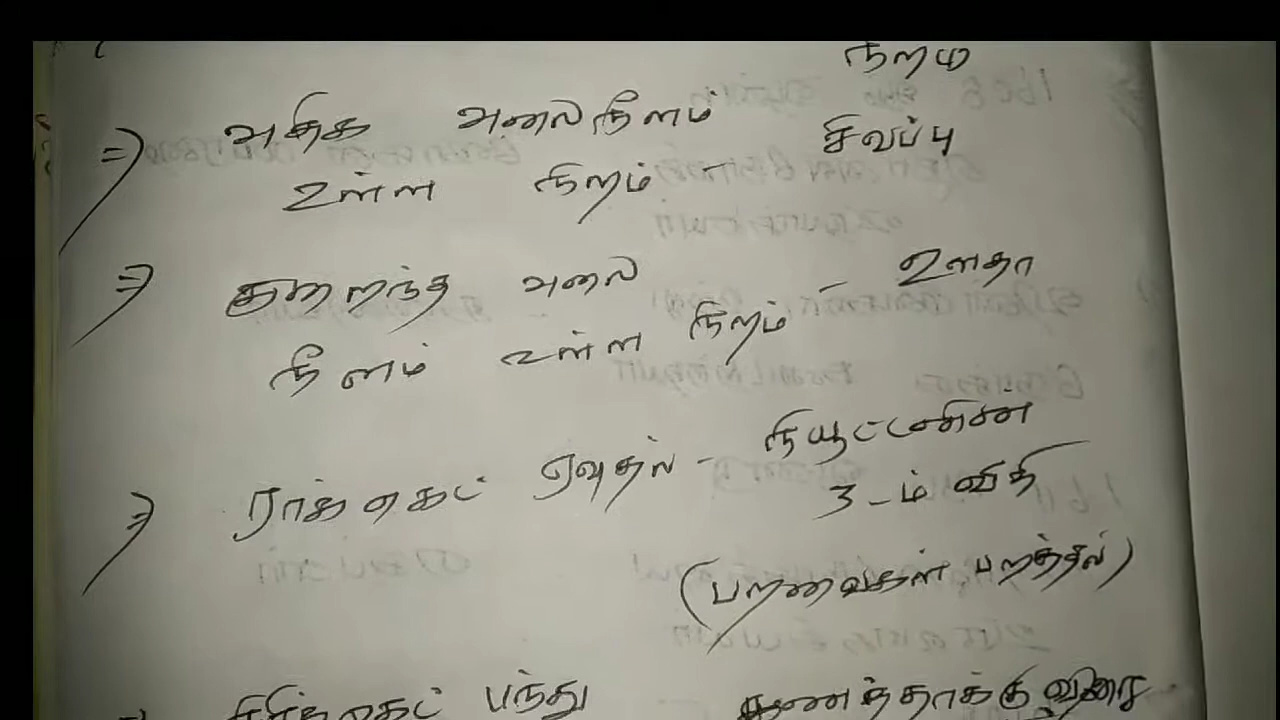 நிறம்
⇒) அதிக அலைநீளம் சிவப்பு
உள்ள நிறம் -
⇒) குறைந்த அலை - ஊதா
நீளம் உள்ள நிறம்
⇒) ராக்கெட் ஏவுதல் - நியூட்டனின்
3-ம் விதி
(பறவைகள் பறத்தல்)
கிரிக்கெட் பந்து கணத்தாக்கு விசை